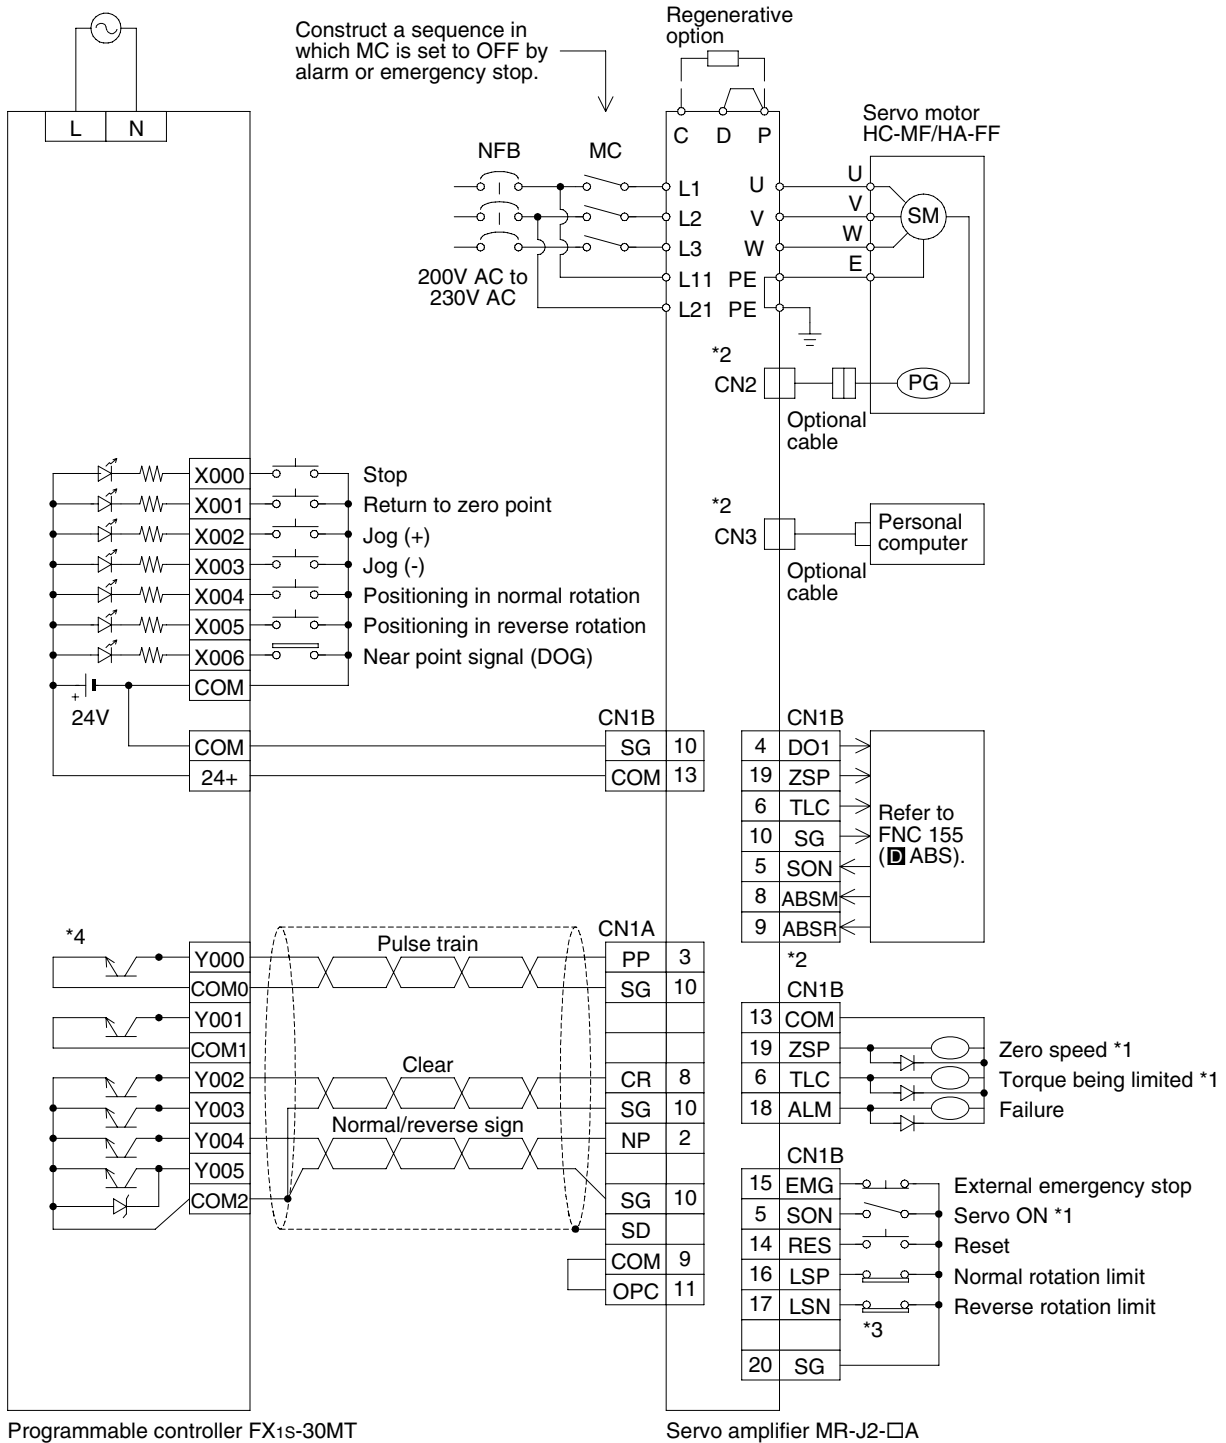 Construct a sequence in
which MC is set to OFF by
alarm or emergency stop.
Regenerative
option
L N
C D P
Servo motor
HC-MF/HA-FF
NFB MC
L1 U U
L2 V V SM
L3 W W
L11 PE E
L21 PE
200V AC to
230V AC
*2
CN2 PG
Optional
cable
X000 Stop
X001 Return to zero point
X002 Jog (+)
X003 Jog (-)
X004 Positioning in normal rotation
X005 Positioning in reverse rotation
X006 Near point signal (DOG)
COM
+
24V
*2
CN3
Personal
computer
Optional
cable
CN1B
COM SG 10
24+ COM 13
CN1B
4 DO1
19 ZSP
6 TLC
10 SG
5 SON
8 ABSM
9 ABSR
Refer to
FNC 155
(D ABS).
*2
*4
CN1A
Y000 Pulse train PP 3
COM0 SG 10
Y001
COM1
Y002 Clear CR 8
Y003 SG 10
Y004 Normal/reverse sign NP 2
Y005
COM2 SG 10
SD
COM 9
OPC 11
CN1B
13 COM
19 ZSP Zero speed *1
6 TLC Torque being limited *1
18 ALM Failure
CN1B
15 EMG External emergency stop
5 SON Servo ON *1
14 RES Reset
16 LSP Normal rotation limit
17 LSN Reverse rotation limit
*3
20 SG
Programmable controller FX1S-30MT
Servo amplifier MR-J2-□A